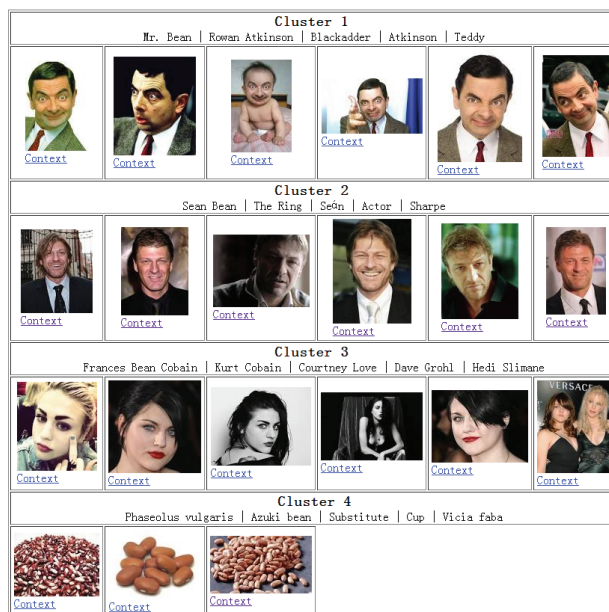 Cluster 1
Mr. Bean | Rowan Atkinson | Blackadder | Atkinson | Teddy
Context
Context
Context
Context
Context
Context
Cluster 2
Sean Bean | The Ring | Seán | Actor | Sharpe
Context
Context
Context
Context
Context
Context
Cluster 3
Frances Bean Cobain | Kurt Cobain | Courtney Love | Dave Grohl | Hedi Slimane
VERSACE
Context
Context
Context
Context
Context
Context
Cluster 4
Phaseolus vulgaris | Azuki bean | Substitute | Cup | Vicia faba
Context
Context
Context